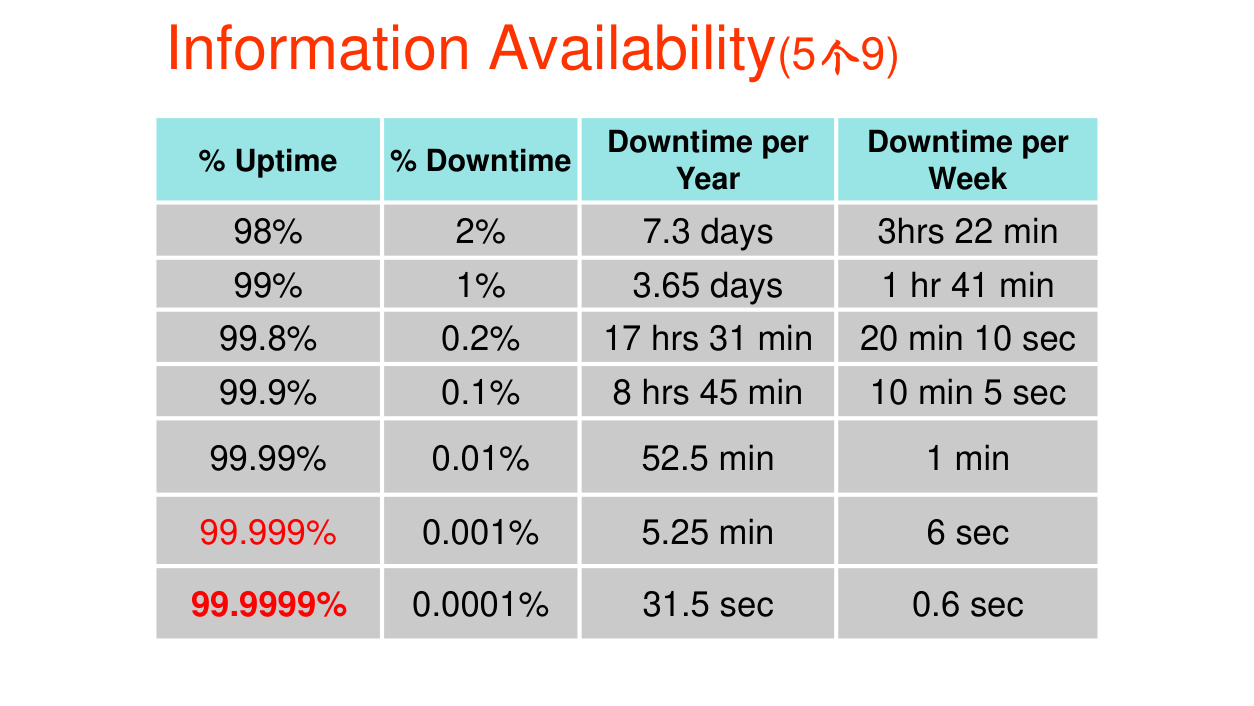 Information Availability(5个9)
% Uptime % Downtime Downtime per Year Downtime per Week
98% 2% 7.3 days 3hrs 22 min
99% 1% 3.65 days 1 hr 41 min
99.8% 0.2% 17 hrs 31 min 20 min 10 sec
99.9% 0.1% 8 hrs 45 min 10 min 5 sec
99.99% 0.01% 52.5 min 1 min
99.999% 0.001% 5.25 min 6 sec
99.9999% 0.0001% 31.5 sec 0.6 sec